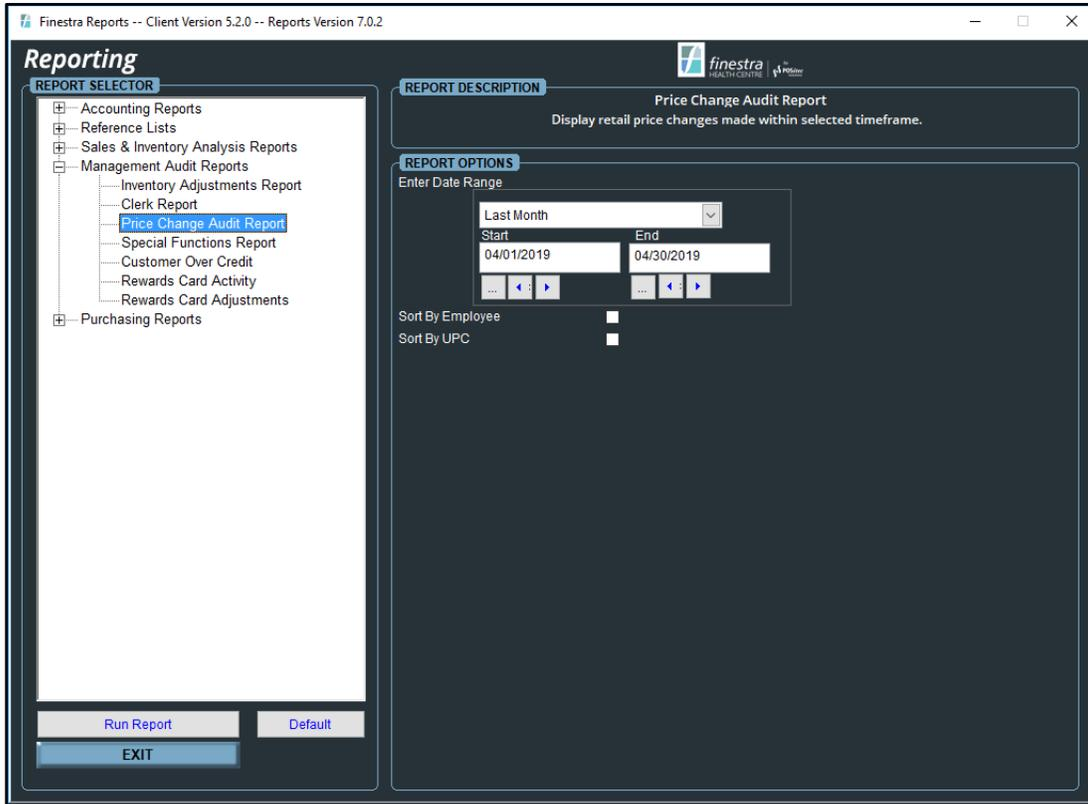 Finestra Reports -- Client Version 5.2.0 -- Reports Version 7.0.2
Reporting
finestra
HEALTH CENTRE
REPORT SELECTOR
Accounting Reports
Reference Lists
Sales & Inventory Analysis Reports
Management Audit Reports
Inventory Adjustments Report
Clerk Report
Price Change Audit Report
Special Functions Report
Customer Over Credit
Rewards Card Activity
Rewards Card Adjustments
Purchasing Reports
Run Report
Default
EXIT
REPORT DESCRIPTION
Price Change Audit Report
Display retail price changes made within selected timeframe.
REPORT OPTIONS
Enter Date Range
Last Month
Start End
04/01/2019 04/30/2019
... : ... :
Sort By Employee
Sort By UPC